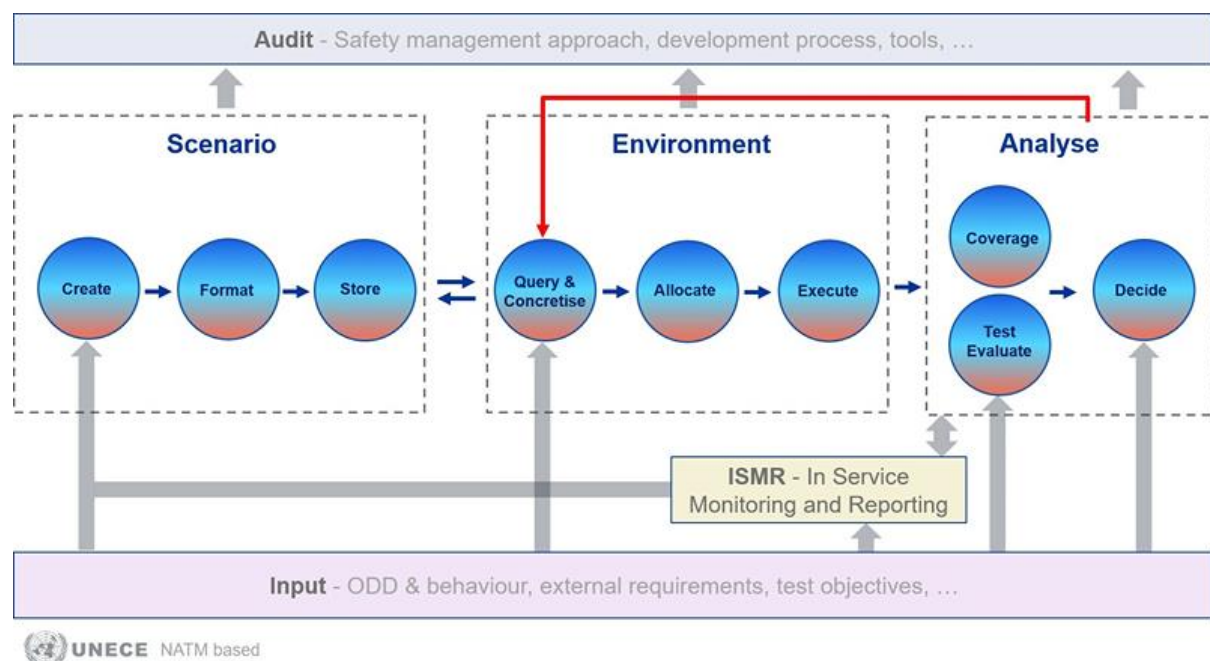 Audit - Safety management approach, development process, tools, …
Scenario
Environment
Analyse
Create
Format
Store
Query &
Concretise
Allocate
Execute
Coverage
Test
Evaluate
Decide
ISMR - In Service
Monitoring and Reporting
Input - ODD & behaviour, external requirements, test objectives, …
UNECE NATM based